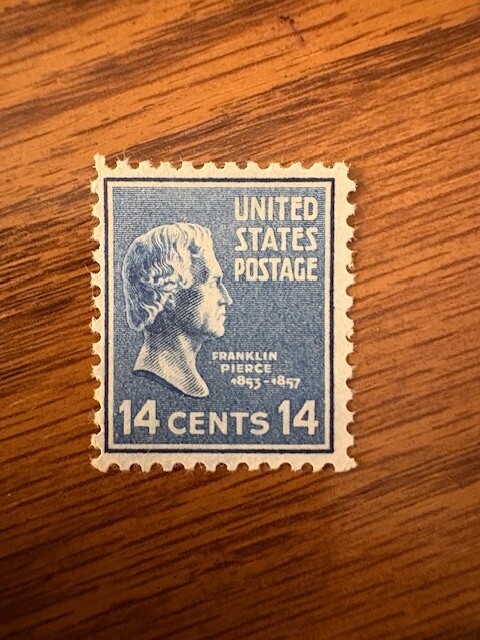 UNITED
STATES
POSTAGE
FRANKLIN
PIERCE
1853-1857
14 CENTS 14